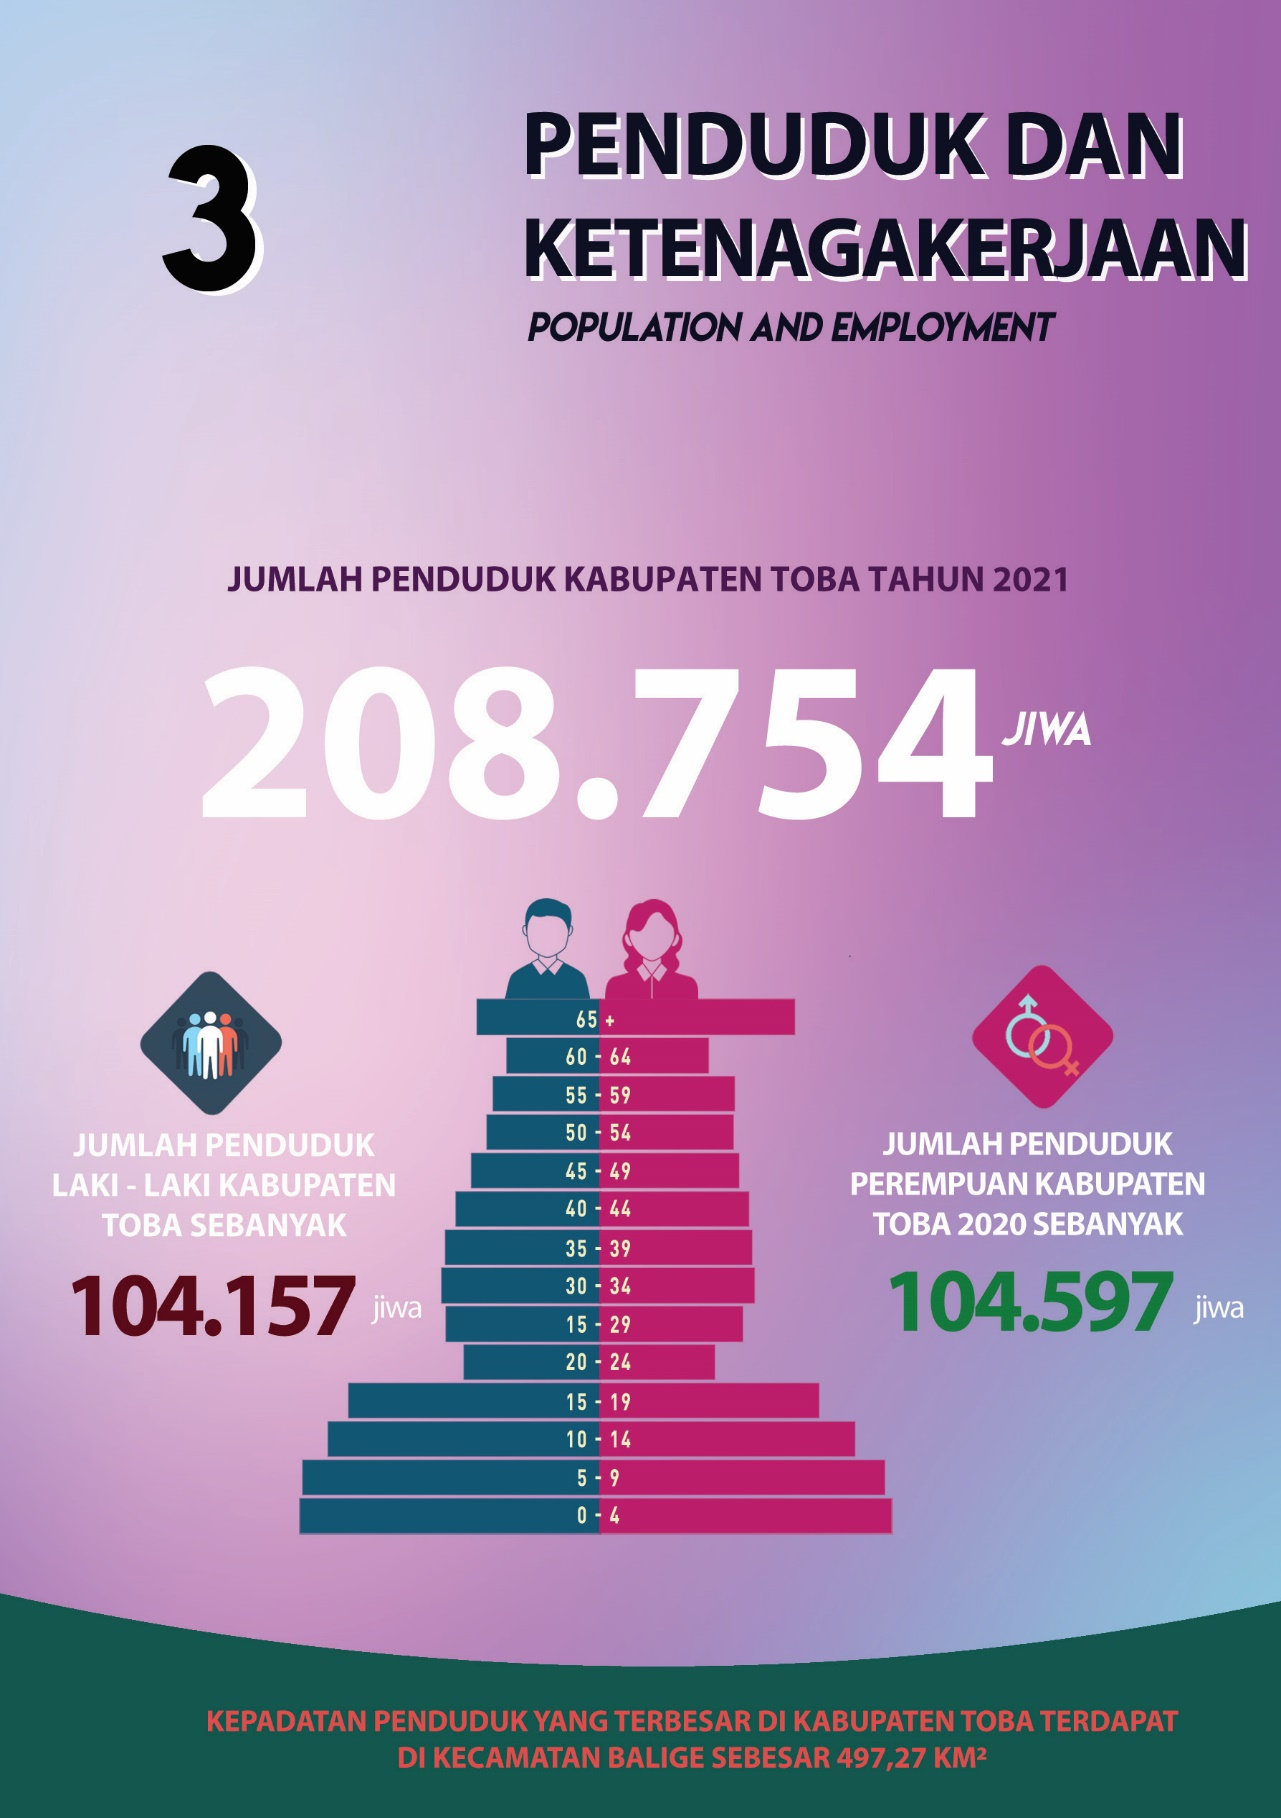 3
PENDUDUK DAN
KETENAGAKERJAAN
POPULATION AND EMPLOYMENT
JUMLAH PENDUDUK KABUPATEN TOBA TAHUN 2021
208.754 JIWA
JUMLAH PENDUDUK
LAKI - LAKI KABUPATEN
TOBA SEBANYAK
104.157 jiwa
65 +
60 - 64
55 - 59
50 - 54
45 - 49
40 - 44
35 - 39
30 - 34
15 - 29
20 - 24
15 - 19
10 - 14
5 - 9
0 - 4
JUMLAH PENDUDUK
PEREMPUAN KABUPATEN
TOBA 2020 SEBANYAK
104.597 jiwa
KEPADATAN PENDUDUK YANG TERBESAR DI KABUPATEN TOBA TERDAPAT
DI KECAMATAN BALIGE SEBESAR 497,27 KM²